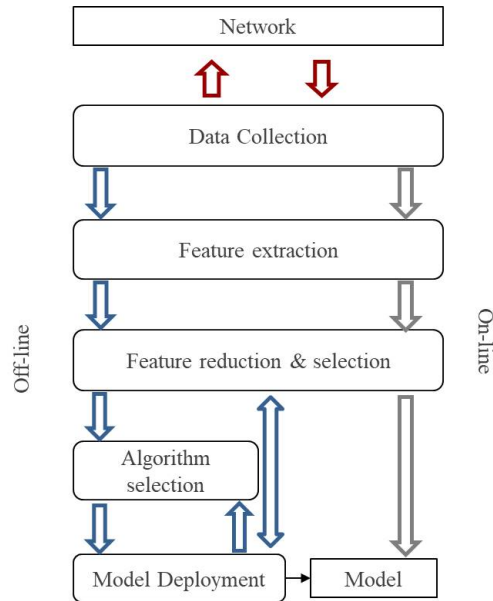 Network
Data Collection
Feature extraction
Off-line
On-line
Feature reduction & selection
Algorithm
selection
Model Deployment
Model